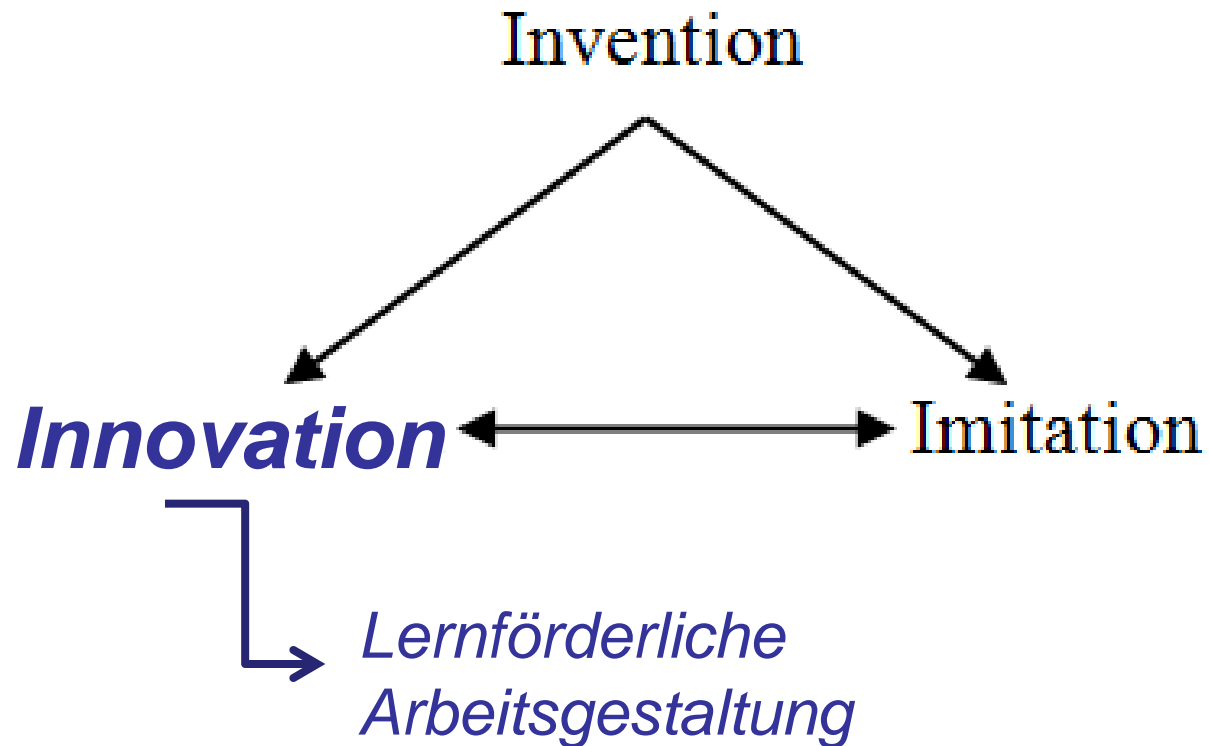 Invention
Innovation
Imitation
Lernförderliche
Arbeitsgestaltung